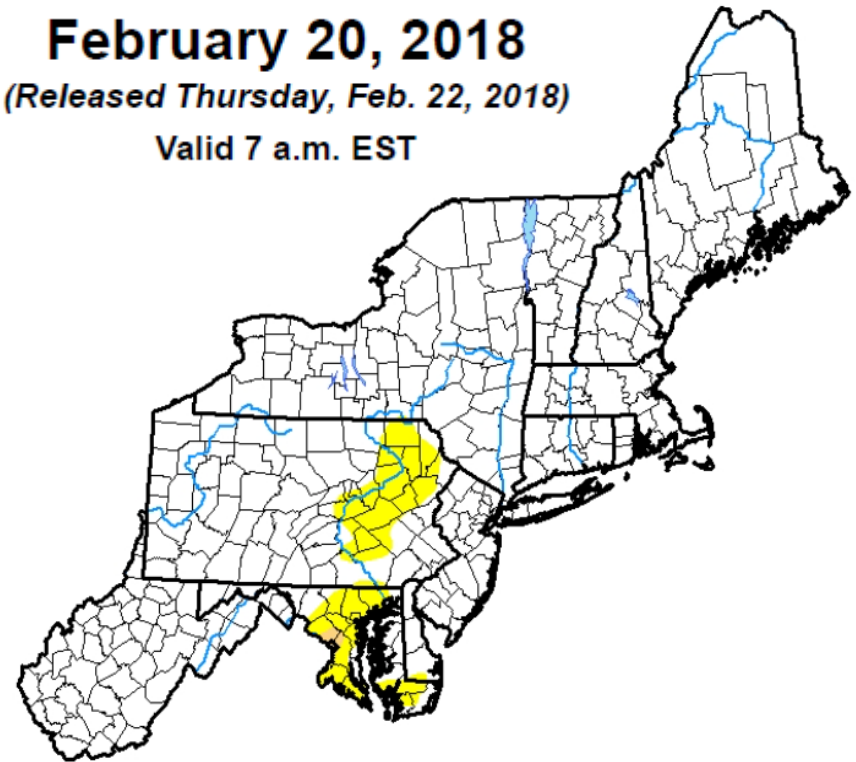 February 20, 2018
(Released Thursday, Feb. 22, 2018)
Valid 7 a.m. EST